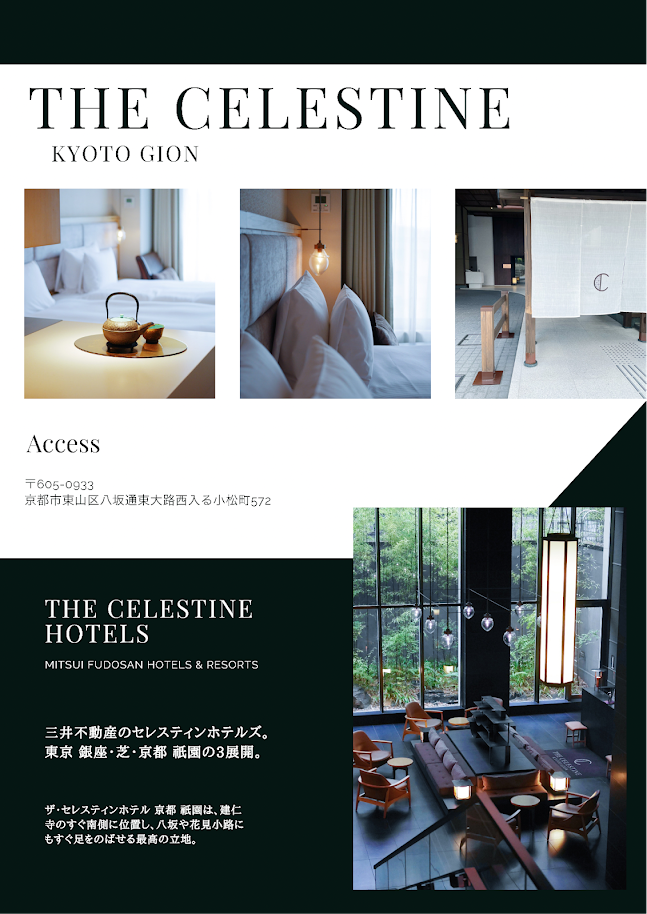 THE CELESTINE
KYOTO GION
Access
〒605-0933
京都市東山区八坂通東大路西入る小松町572
THE CELESTINE
HOTELS
MITSUI FUDOSAN HOTELS & RESORTS
三井不動産のセレスティンホテルズ。
東京 銀座・芝・京都 祇園の3展開。
ザ・セレスティンホテル 京都 祇園は、建仁
寺のすぐ南側に位置し、八坂や花見小路に
もすぐ足をのばせる最高の立地。